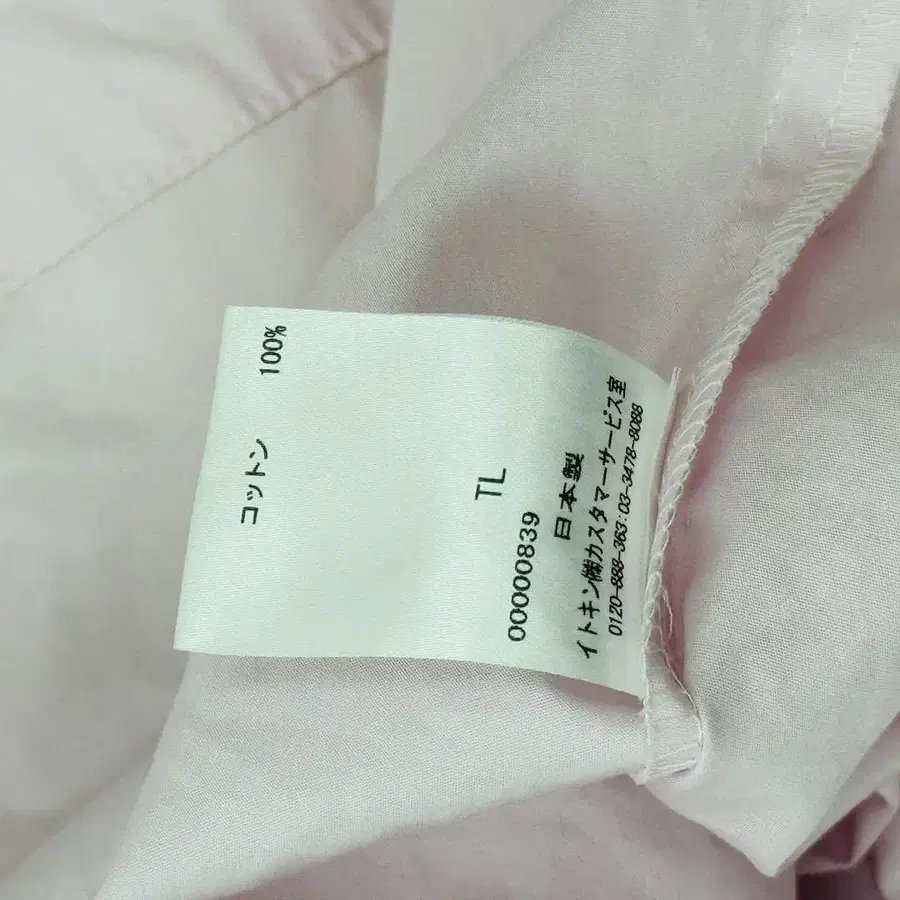 コットン 100%
TL
00000839
日本製
イトキン㈱カスタマーサービス室
0120-888-363:03-3478-8088